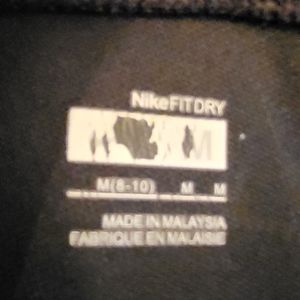 NikeFITDRY
M
M(8-10) M M
MADE IN MALAYSIA
FABRIQUE EN MALAISIE